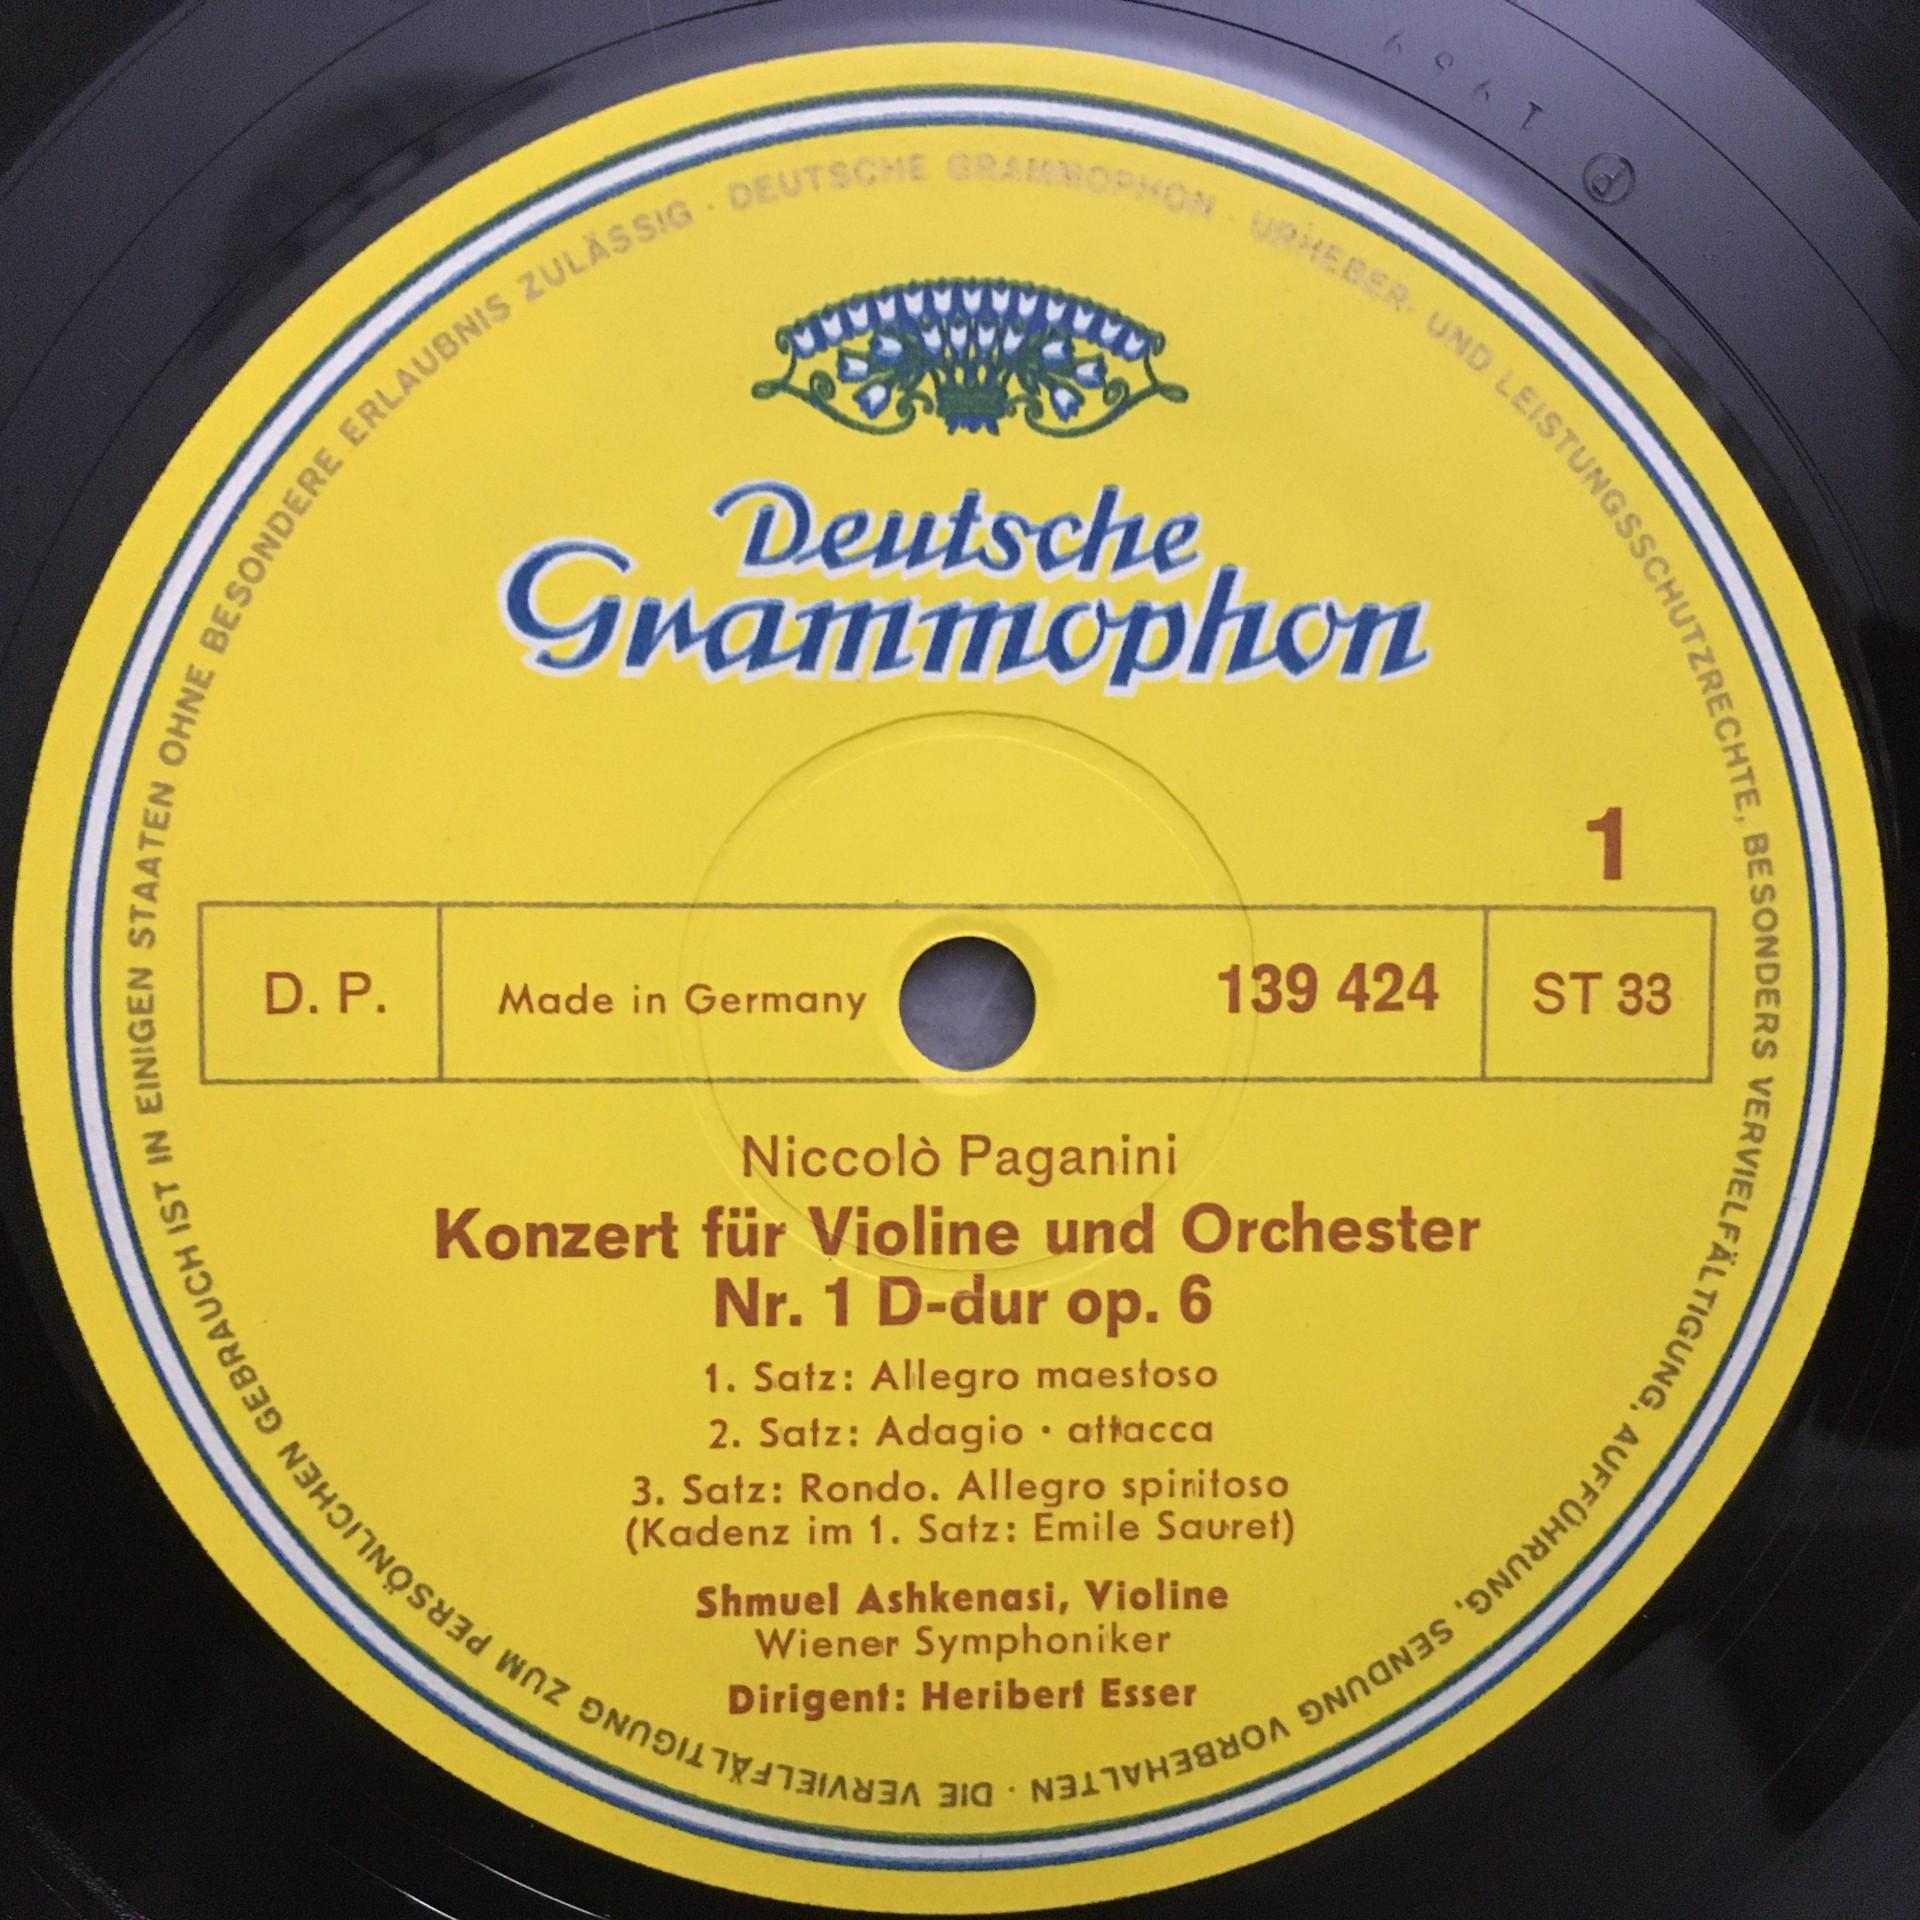 Ⓟ 1969
DEUTSCHE GRAMMOPHON · URHEBER- UND LEISTUNGSSCHUTZRECHTE, BESONDERS VERVIELFÄLTIGUNG, AUFFÜHRUNG, SENDUNG VORBEHALTEN · DIE VERVIELFÄLTIGUNG ZUM PERSÖNLICHEN GEBRAUCH IST IN EINIGEN STAATEN OHNE BESONDERE ERLAUBNIS ZULÄSSIG ·
Deutsche
Grammophon
1
D. P. Made in Germany 139 424 ST 33
Niccolò Paganini
Konzert für Violine und Orchester
Nr. 1 D-dur op. 6
1. Satz: Allegro maestoso
2. Satz: Adagio · attacca
3. Satz: Rondo. Allegro spiritoso
(Kadenz im 1. Satz: Emile Sauret)
Shmuel Ashkenasi, Violine
Wiener Symphoniker
Dirigent: Heribert Esser